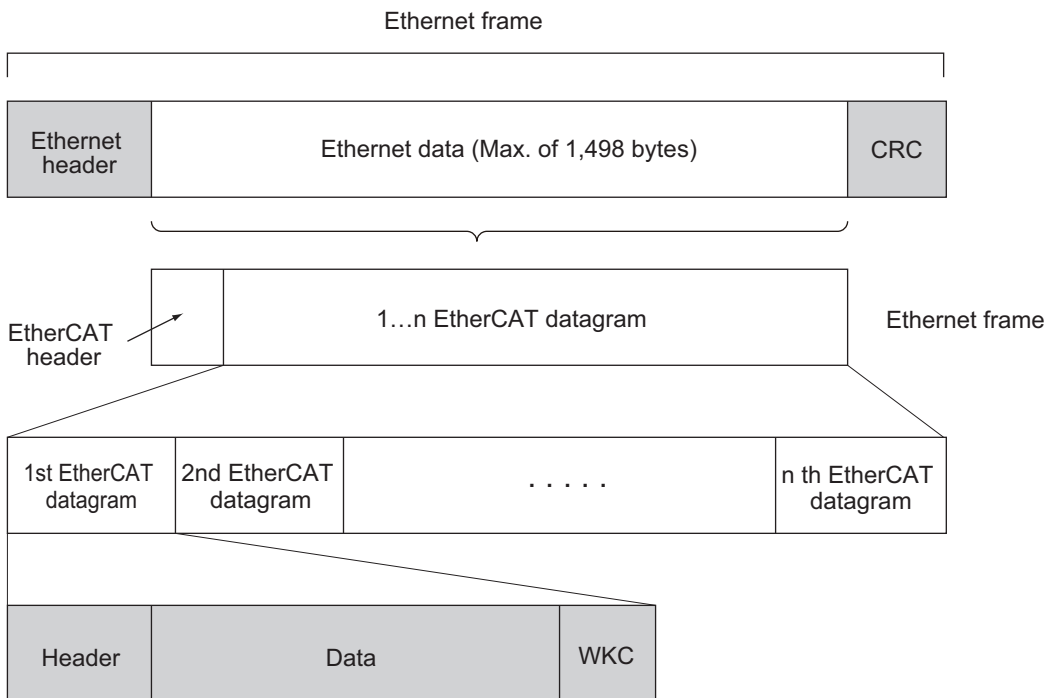 Ethernet frame
Ethernet
header
Ethernet data (Max. of 1,498 bytes)
CRC
EtherCAT
header
1…n EtherCAT datagram
Ethernet frame
1st EtherCAT
datagram
2nd EtherCAT
datagram
. . . . .
n th EtherCAT
datagram
Header
Data
WKC